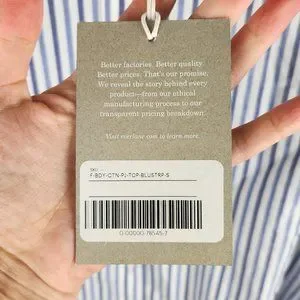 Better factories. Better quality
Better prices. That's our promise.
We reveal the story behind every
product—from our ethical
manufacturing process to our
transparent pricing breakdown.
Visit everlane.com to learn more.
SKU
F-BDY-CTN-PJ-TOP-BLUSTRP-S
0 00000 78545 7